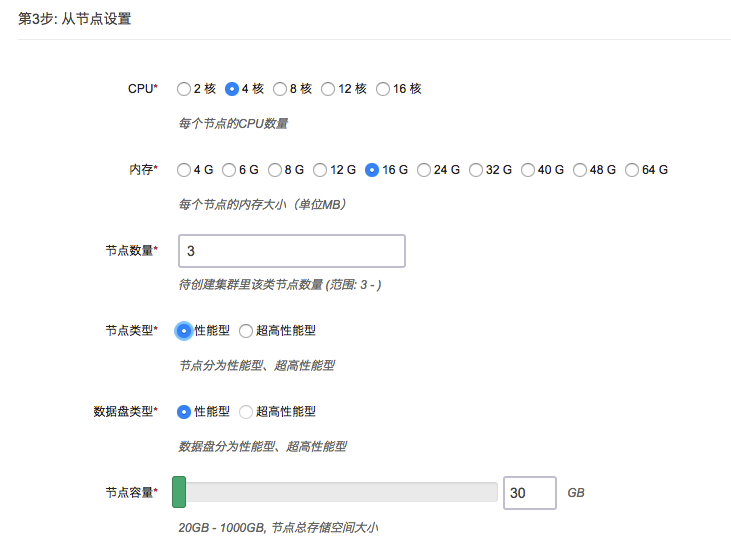 第3步: 从节点设置
CPU* 2 核 4 核 8 核 12 核 16 核
每个节点的CPU数量
内存* 4 G 6 G 8 G 12 G 16 G 24 G 32 G 40 G 48 G 64 G
每个节点的内存大小（单位MB）
节点数量* 3
待创建集群里该类节点数量 (范围: 3 - )
节点类型* 性能型 超高性能型
节点分为性能型、超高性能型
数据盘类型* 性能型 超高性能型
数据盘分为性能型、超高性能型
节点容量* 30 GB
20GB - 1000GB, 节点总存储空间大小